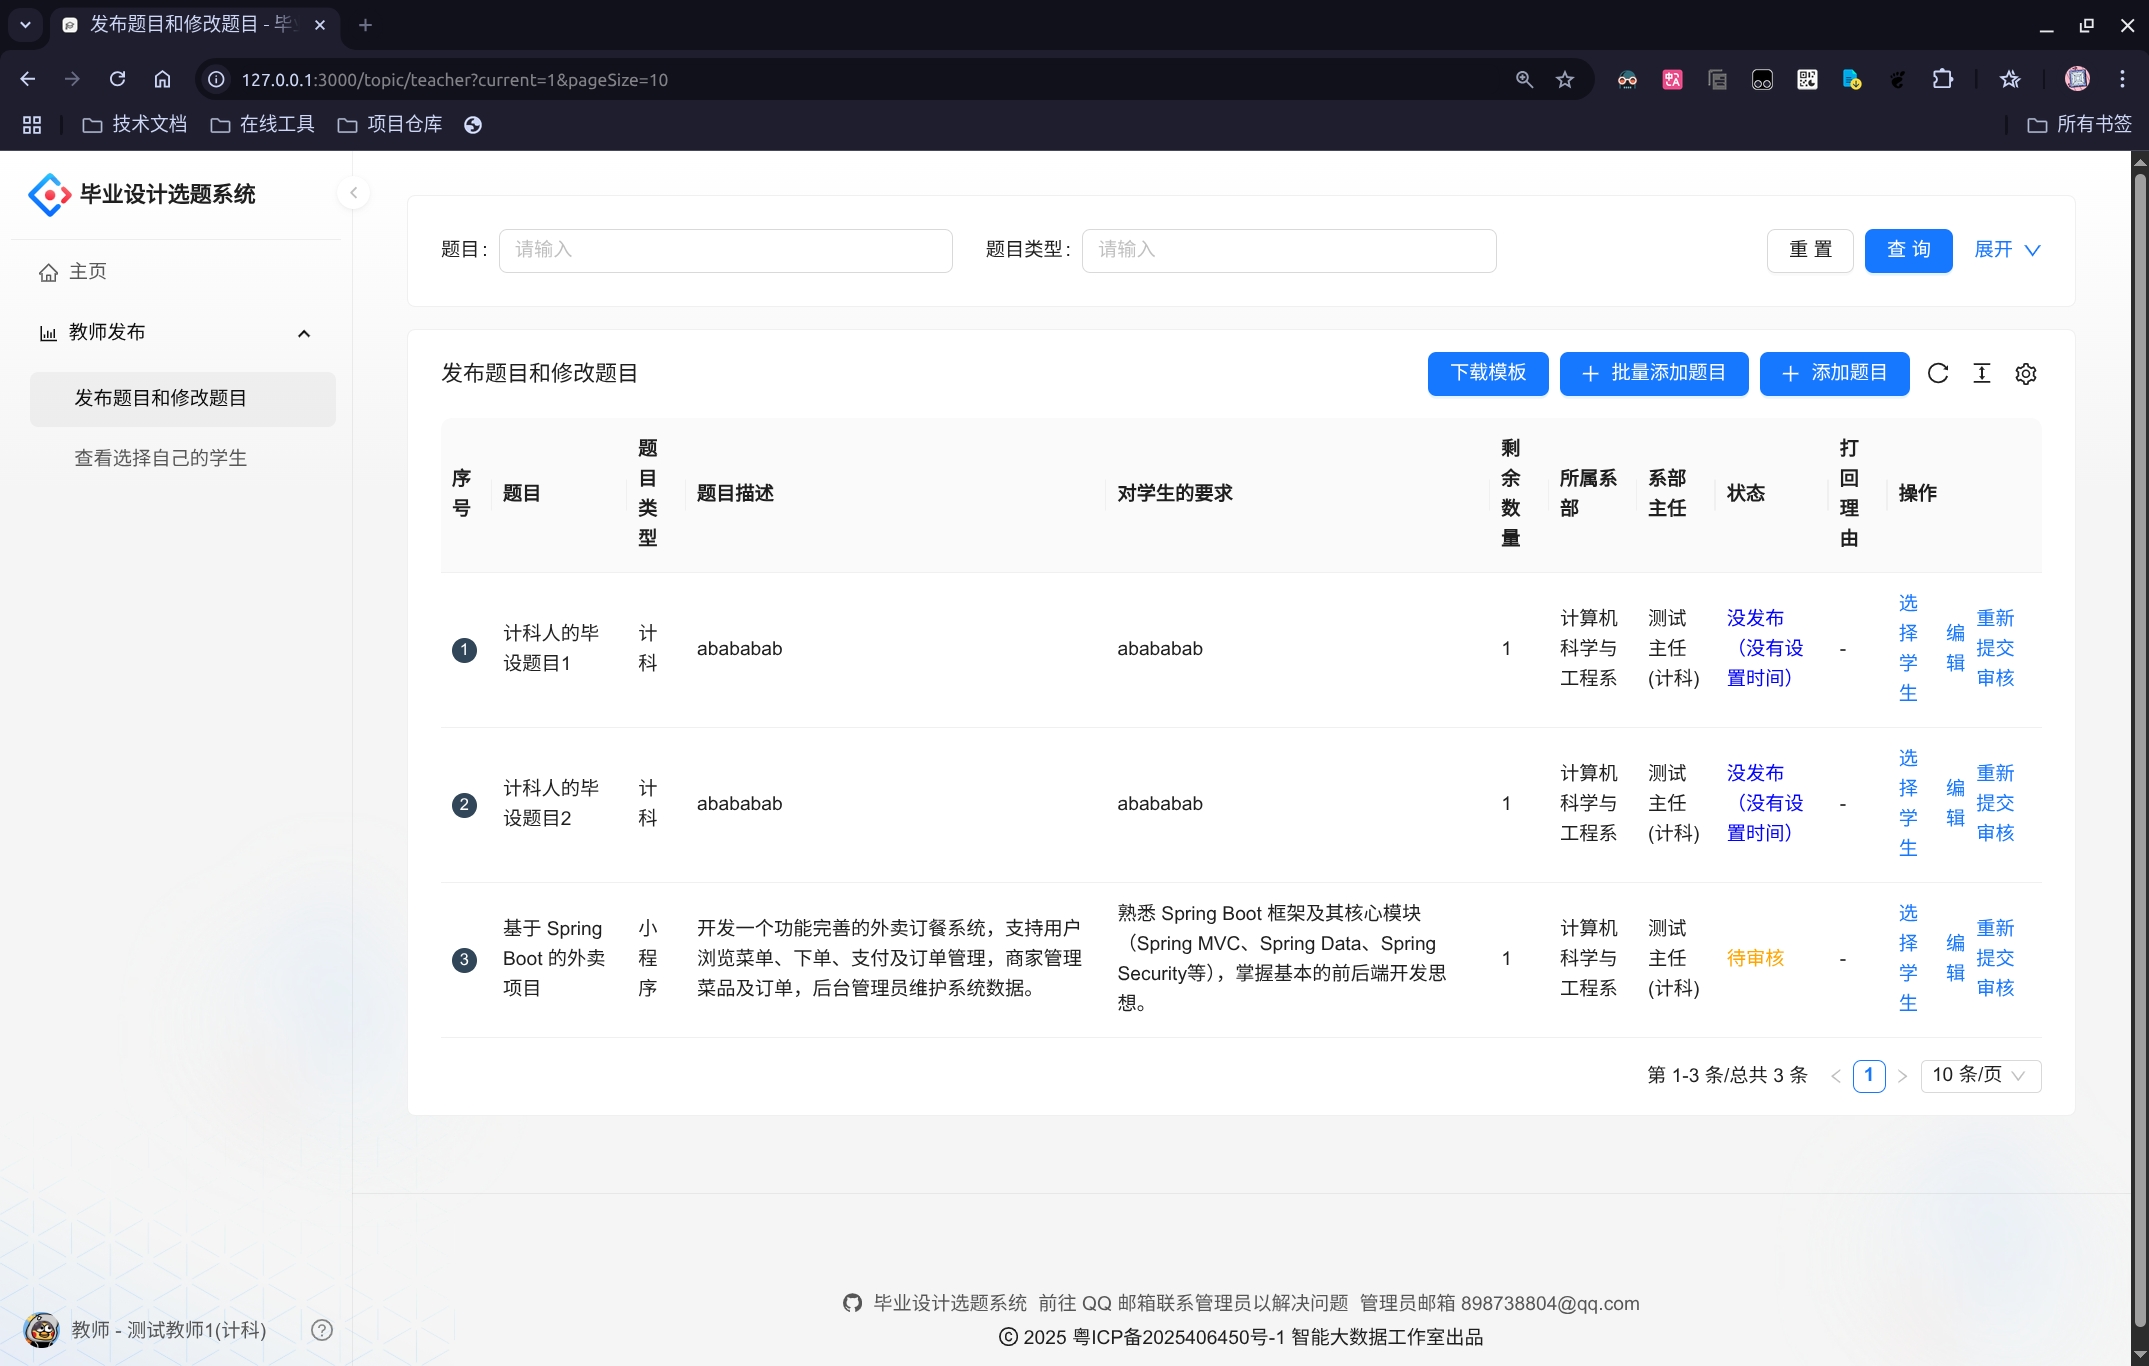 发布题目和修改题目 - 毕
127.0.0.1:3000/topic/teacher?current=1&pageSize=10
技术文档
在线工具
项目仓库
所有书签
毕业设计选题系统
主页
教师发布
发布题目和修改题目
查看选择自己的学生
题目: 请输入
题目类型: 请输入
重 置
查 询
展开
发布题目和修改题目
下载模板
批量添加题目
添加题目
序号
题目
题目类型
题目描述
对学生的要求
剩余数量
所属系部
系部主任
状态
打回理由
操作
1
计科人的毕
设题目1
计科
abababab
abababab
1
计算机
科学与
工程系
测试
主任
(计科)
没发布
（没有设
置时间）
-
选择学生
编辑
重新
提交
审核
2
计科人的毕
设题目2
计科
abababab
abababab
1
计算机
科学与
工程系
测试
主任
(计科)
没发布
（没有设
置时间）
-
选择学生
编辑
重新
提交
审核
3
基于 Spring
Boot 的外卖
项目
小程序
开发一个功能完善的外卖订餐系统，支持用户
浏览菜单、下单、支付及订单管理，商家管理
菜品及订单，后台管理员维护系统数据。
熟悉 Spring Boot 框架及其核心模块
（Spring MVC、Spring Data、Spring
Security等），掌握基本的前后端开发思
想。
1
计算机
科学与
工程系
测试
主任
(计科)
待审核
-
选择学生
编辑
重新
提交
审核
第 1-3 条/总共 3 条
1
10 条/页
毕业设计选题系统 前往 QQ 邮箱联系管理员以解决问题 管理员邮箱 898738804@qq.com
© 2025 粤ICP备2025406450号-1 智能大数据工作室出品
教师 - 测试教师1(计科)